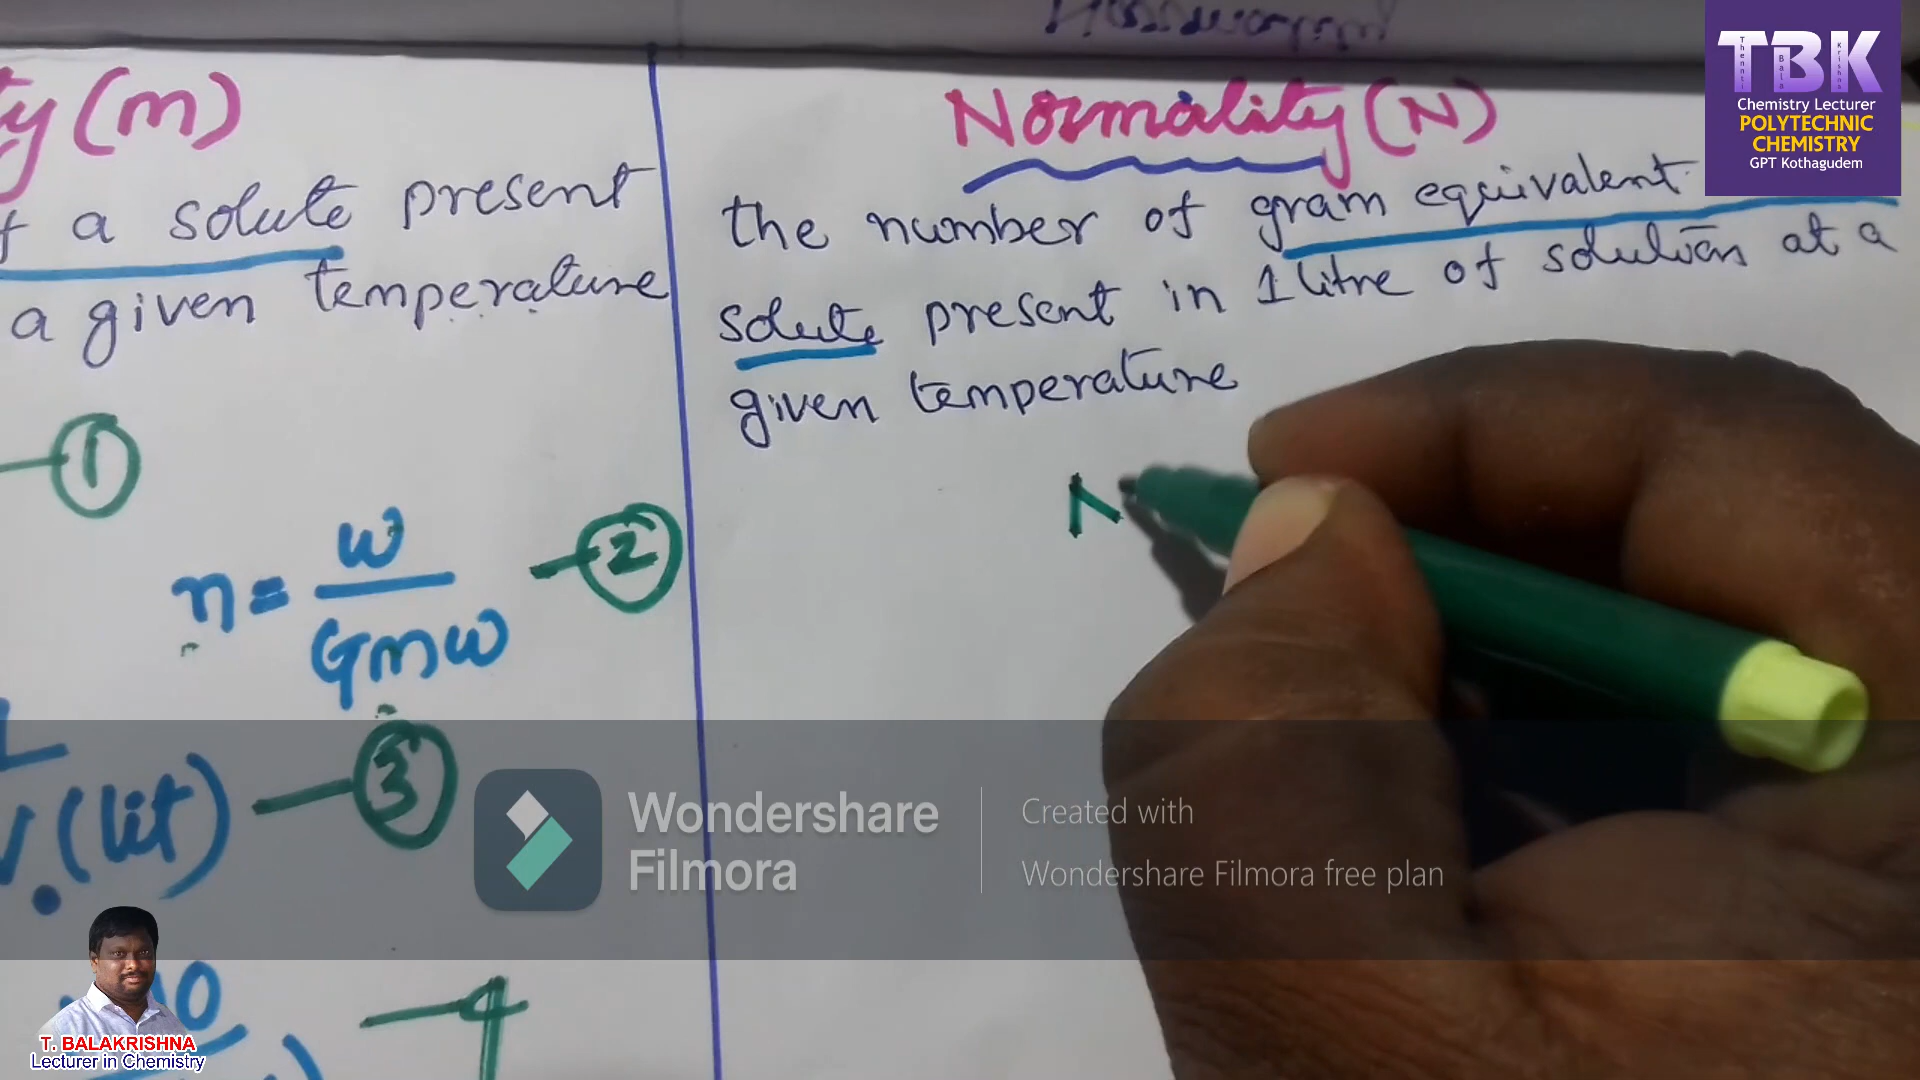 ty (m)
a solute present
a given temperature
1
n = w
GMW
2
(lit)
3
4
Normality (N)
the number of gram equivalent
solute present in 1 litre of solution at a
given temperature
N
TBK
Chemistry Lecturer
POLYTECHNIC
CHEMISTRY
GPT Kothagudem
Wondershare
Filmora
Created with
Wondershare Filmora free plan
T. BALAKRISHNA
Lecturer in Chemistry